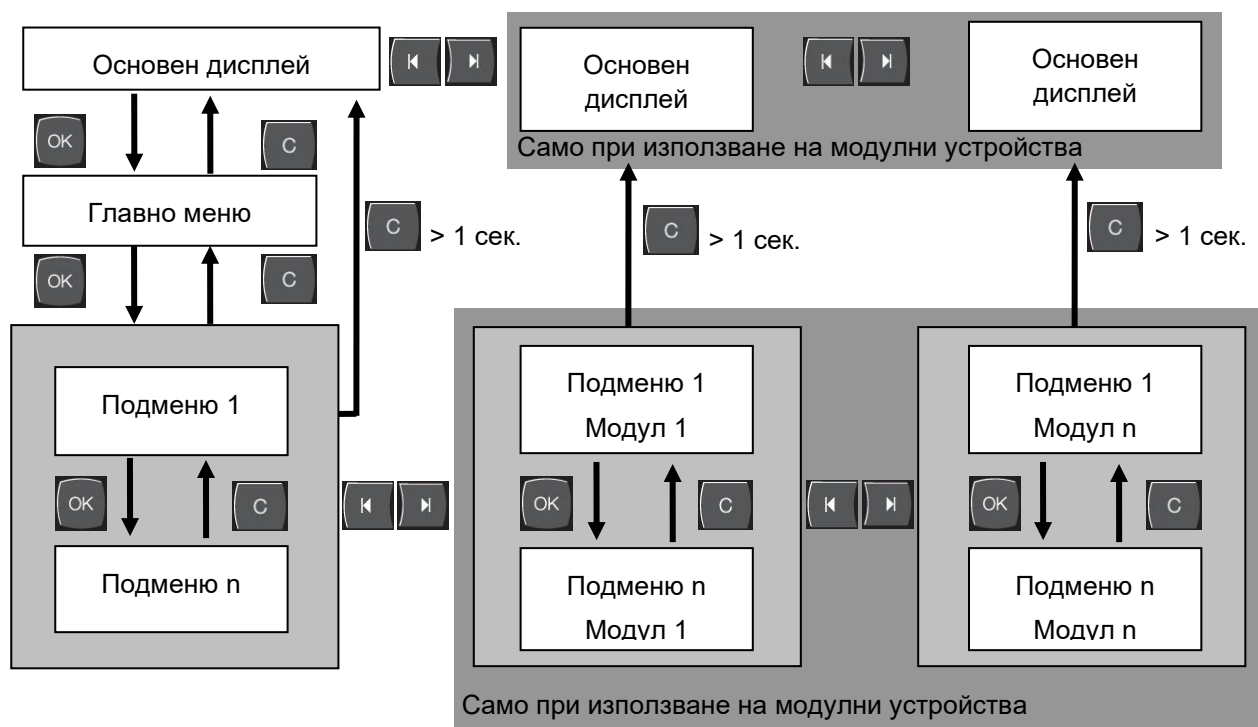 Основен дисплей
Основен
дисплей
Основен
дисплей
Само при използване на модулни устройства
OK
C
Главно меню
C
> 1 сек.
C
> 1 сек.
C
> 1 сек.
OK
C
Подменю 1
OK
C
Подменю n
Подменю 1
Модул 1
OK
C
Подменю n
Модул 1
Подменю 1
Модул n
OK
C
Подменю n
Модул n
Само при използване на модулни устройства